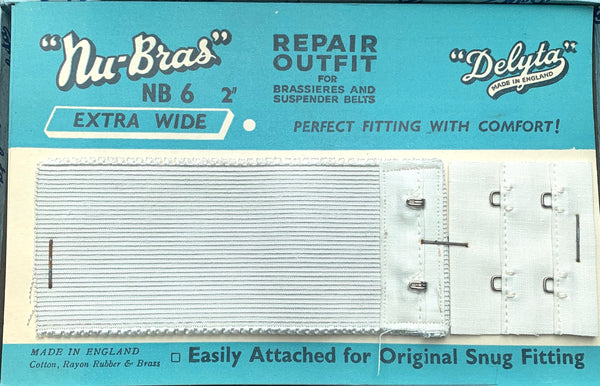 "Nu-Bras"
NB 6 2"
EXTRA WIDE
REPAIR
OUTFIT
FOR
BRASSIERES AND
SUSPENDER BELTS
"Delyta"
MADE IN ENGLAND
PERFECT FITTING WITH COMFORT!
MADE IN ENGLAND
Cotton, Rayon Rubber & Brass
Easily Attached for Original Snug Fitting